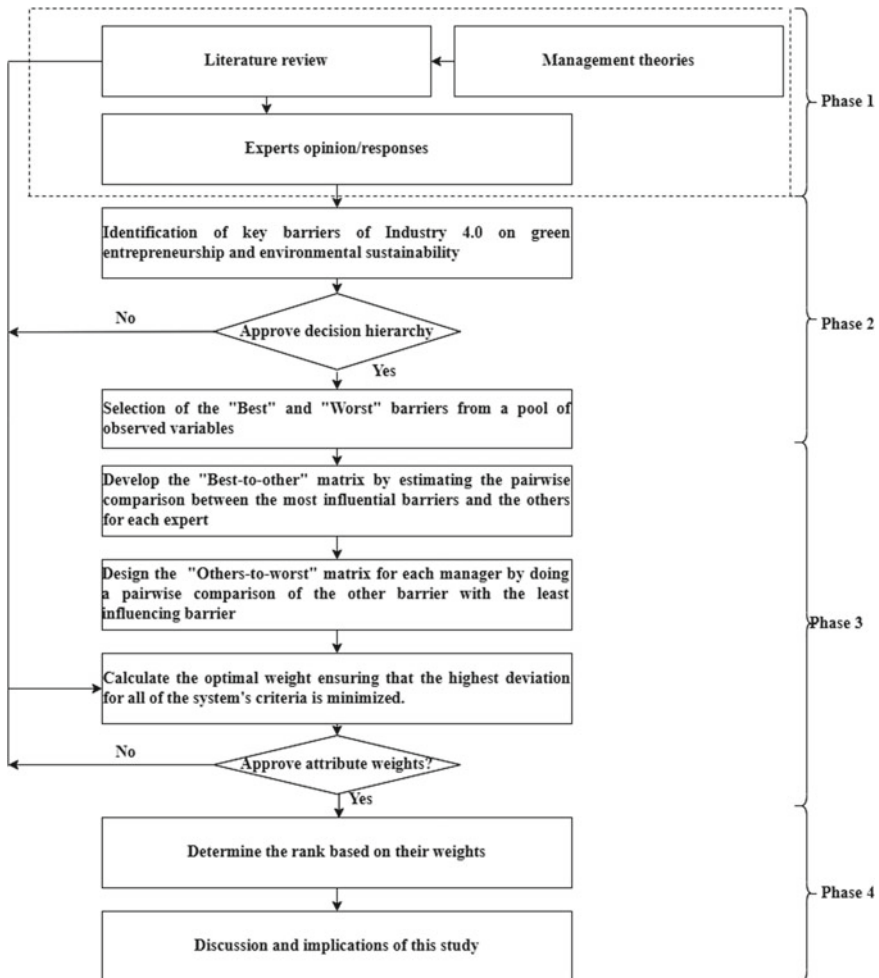 Literature review
Management theories
Phase 1
Experts opinion/responses
Identification of key barriers of Industry 4.0 on green
entrepreneurship and environmental sustainability
No
Approve decision hierarchy
Phase 2
Yes
Selection of the "Best" and "Worst" barriers from a pool of
observed variables
Develop the "Best-to-other" matrix by estimating the pairwise
comparison between the most influential barriers and the others
for each expert
Design the "Others-to-worst" matrix for each manager by doing
a pairwise comparison of the other barrier with the least
influencing barrier
Phase 3
Calculate the optimal weight ensuring that the highest deviation
for all of the system's criteria is minimized.
No
Approve attribute weights?
Yes
Determine the rank based on their weights
Phase 4
Discussion and implications of this study